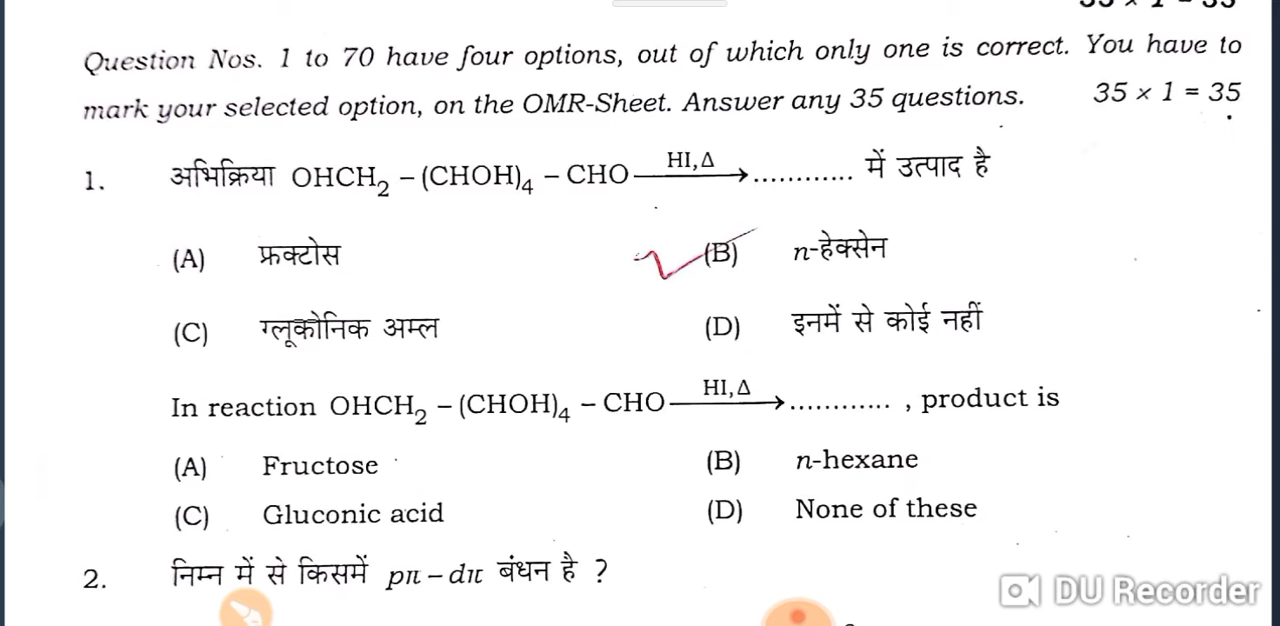 Question Nos. 1 to 70 have four options, out of which only one is correct. You have to
mark your selected option, on the OMR-Sheet. Answer any 35 questions. 35 × 1 = 35
1. अभिक्रिया OHCH₂ – (CHOH)₄ – CHO —HI, Δ→ ............ में उत्पाद है
(A) फ्रक्टोस (B) n-हेक्सेन
(C) ग्लूकोनिक अम्ल (D) इनमें से कोई नहीं
In reaction OHCH₂ – (CHOH)₄ – CHO —HI, Δ→ ............ , product is
(A) Fructose (B) n-hexane
(C) Gluconic acid (D) None of these
2. निम्न में से किसमें pπ – dπ बंधन है ?
DU Recorder